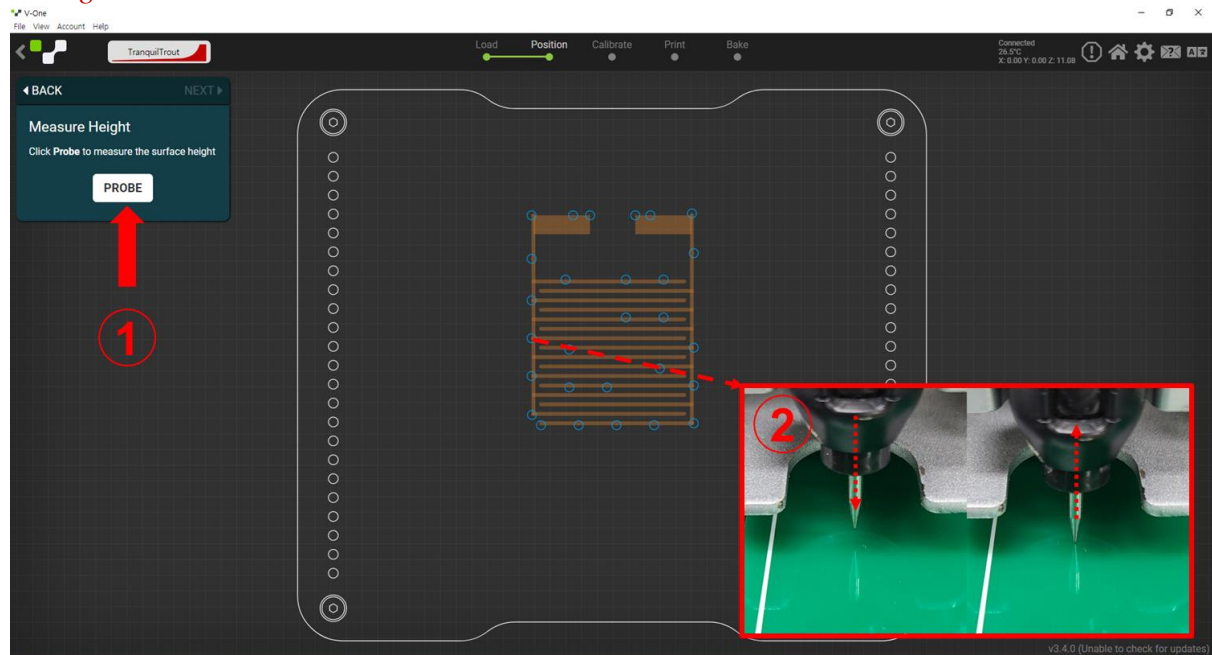 V-One
File View Account Help
TranquilTrout
Load Position Calibrate Print Bake
Connected
26.5°C
X: 0.00 Y: 0.00 Z: 11.08
BACK NEXT
Measure Height
Click Probe to measure the surface height
PROBE
1
2
v3.4.0 (Unable to check for updates)